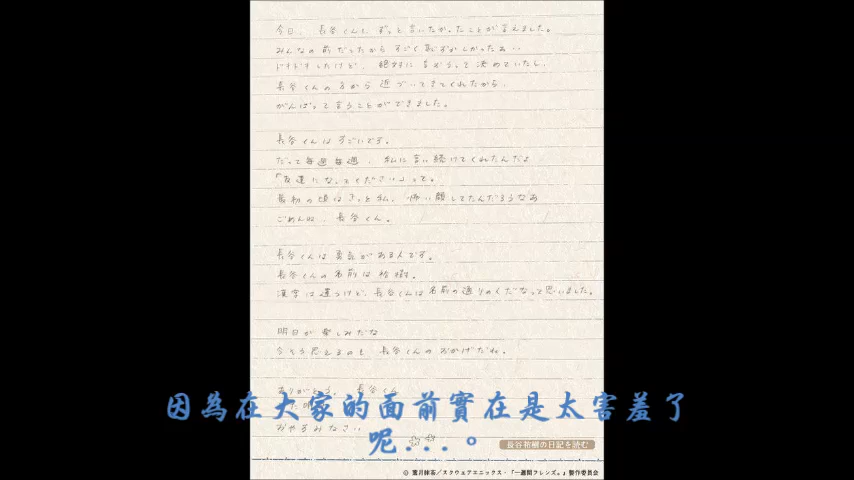 今日、長谷くんに、ずっと言いたかったことが言えました。
みんなの前だったからすごく恥ずかしかったぁ…
ドキドキしたけど、絶対に言おうって決めていたし、
長谷くんの方から近づいてきてくれたから、
がんばって言うことができました。
長谷くんはすごいです。
だって毎週毎週、私に言い続けてくれたんだよ
「友達になってください」って。
最初の頃はきっと私、怖い顔してたんだろうなあ
ごめんね、長谷くん。
長谷くんは勇気がある人です。
長谷くんの名前は祐樹。
漢字は違うけど、長谷くんは名前の通りの人だなって思いました。
明日が楽しみだな
今そう思えるのも長谷くんのおかげだね。
ありがとう、長谷くん
また明
おやすみなさい
因為在大家的面前實在是太害羞了
呢...。
長谷祐樹の日記を読む
© 葉月抹茶/スクウェアエニックス・「一週間フレンズ。」製作委員会